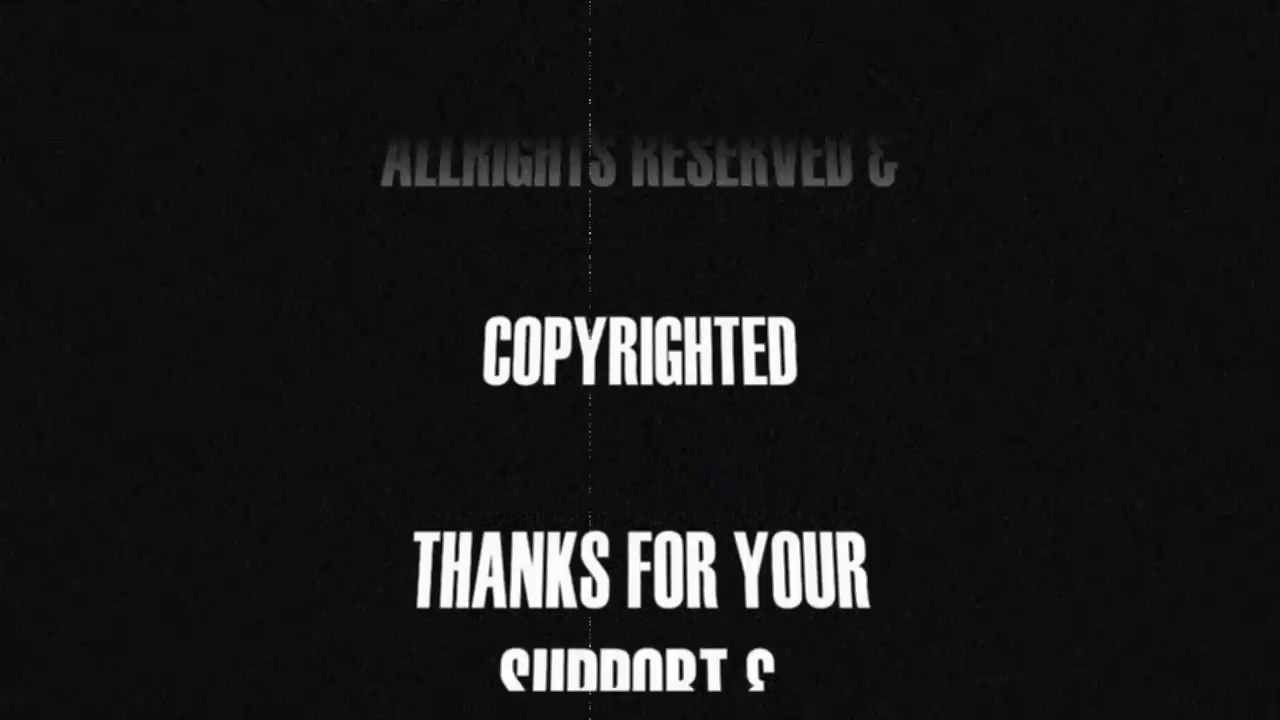 ALLRIGHTS RESERVED &
COPYRIGHTED
THANKS FOR YOUR
SUPPORT &